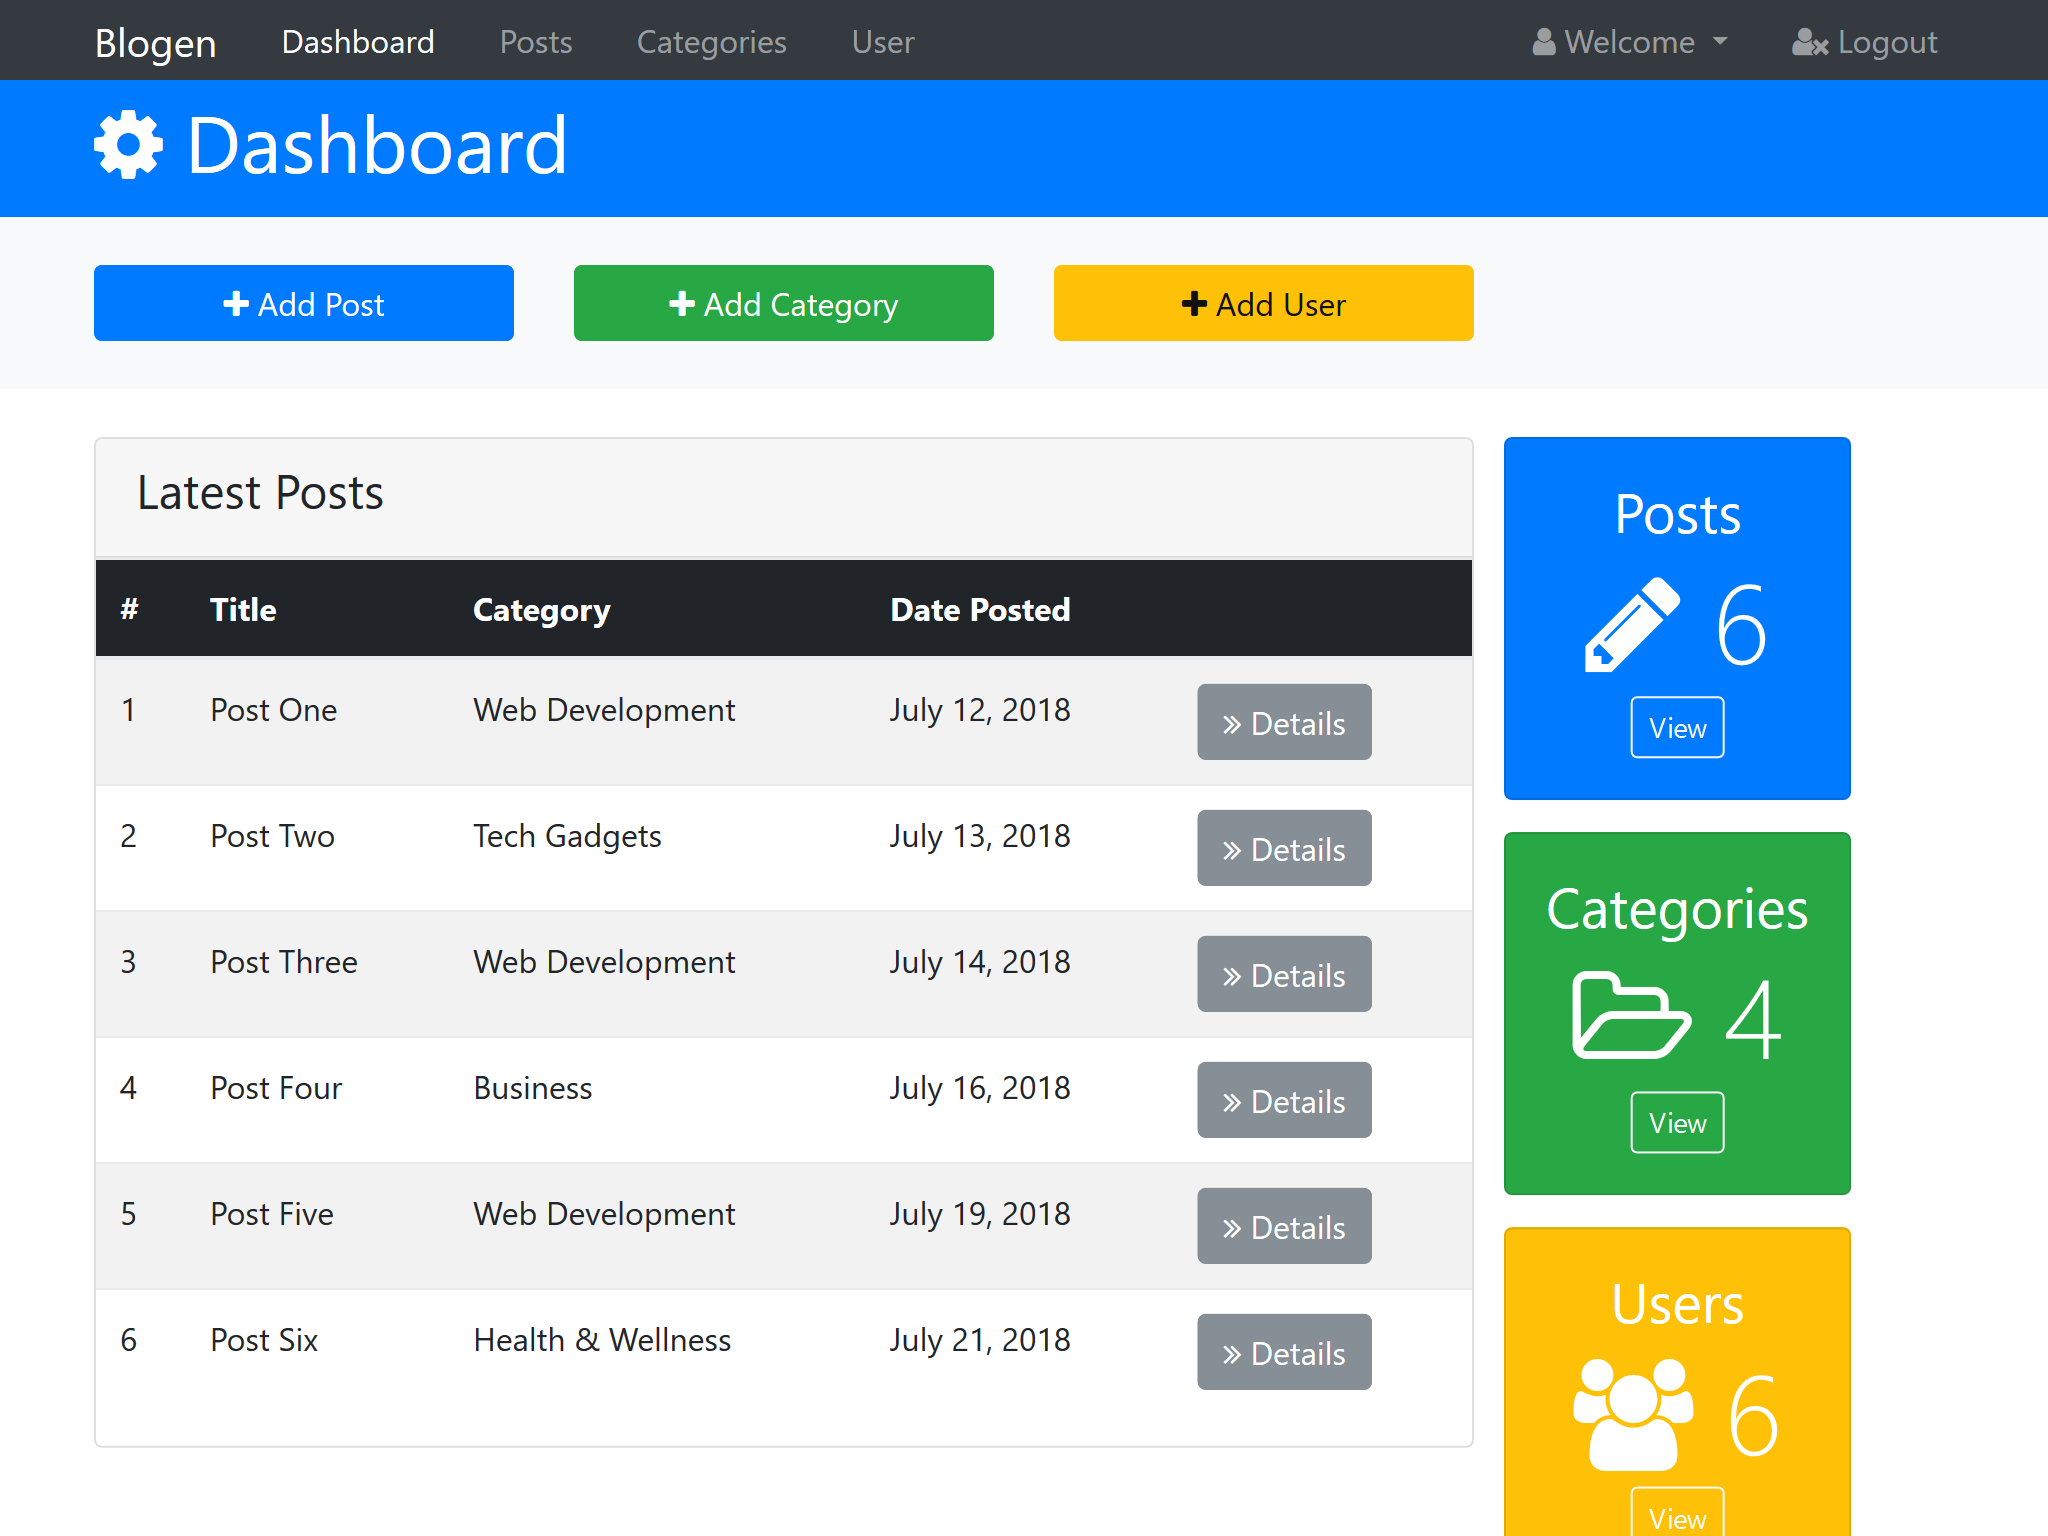 Blogen Dashboard Posts Categories User Welcome Logout
Dashboard
Add Post Add Category Add User
Latest Posts
# Title Category Date Posted
1 Post One Web Development July 12, 2018 » Details
2 Post Two Tech Gadgets July 13, 2018 » Details
3 Post Three Web Development July 14, 2018 » Details
4 Post Four Business July 16, 2018 » Details
5 Post Five Web Development July 19, 2018 » Details
6 Post Six Health & Wellness July 21, 2018 » Details
Posts
6
View
Categories
4
View
Users
6
View